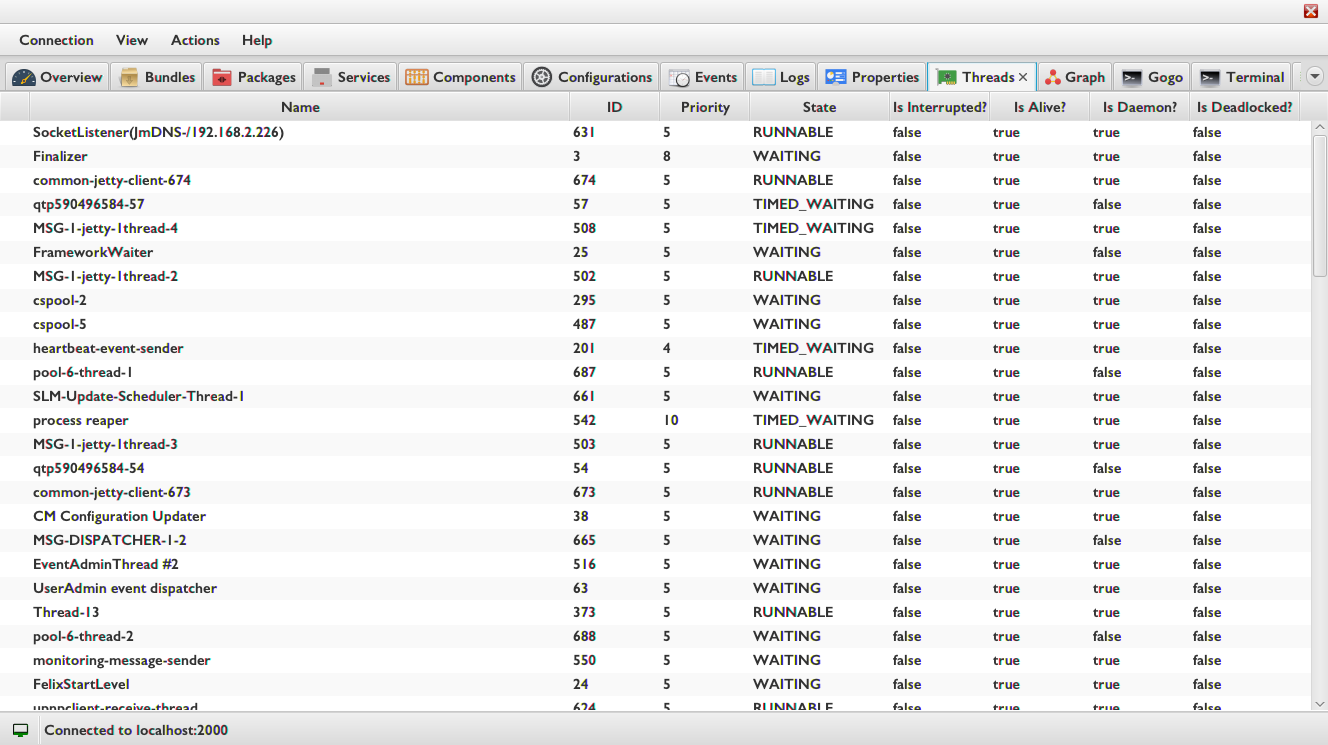 Connection View Actions Help
Overview Bundles Packages Services Components Configurations Events Logs Properties Threads Graph Gogo Terminal
Name ID Priority State Is Interrupted? Is Alive? Is Daemon? Is Deadlocked?
SocketListener(JmDNS-/192.168.2.226) 631 5 RUNNABLE false true true false
Finalizer 3 8 WAITING false true true false
common-jetty-client-674 674 5 RUNNABLE false true true false
qtp590496584-57 57 5 TIMED_WAITING false true false false
MSG-1-jetty-1thread-4 508 5 TIMED_WAITING false true true false
FrameworkWaiter 25 5 WAITING false true false false
MSG-1-jetty-1thread-2 502 5 RUNNABLE false true true false
cspool-2 295 5 WAITING false true true false
cspool-5 487 5 WAITING false true true false
heartbeat-event-sender 201 4 TIMED_WAITING false true true false
pool-6-thread-1 687 5 RUNNABLE false true false false
SLM-Update-Scheduler-Thread-1 661 5 WAITING false true true false
process reaper 542 10 TIMED_WAITING false true true false
MSG-1-jetty-1thread-3 503 5 RUNNABLE false true true false
qtp590496584-54 54 5 RUNNABLE false true false false
common-jetty-client-673 673 5 RUNNABLE false true true false
CM Configuration Updater 38 5 WAITING false true true false
MSG-DISPATCHER-1-2 665 5 WAITING false true false false
EventAdminThread #2 516 5 WAITING false true true false
UserAdmin event dispatcher 63 5 WAITING false true true false
Thread-13 373 5 RUNNABLE false true true false
pool-6-thread-2 688 5 WAITING false true false false
monitoring-message-sender 550 5 WAITING false true true false
FelixStartLevel 24 5 WAITING false true true false
upnpclient-receive-thread 624 5 RUNNABLE false true true false
Connected to localhost:2000